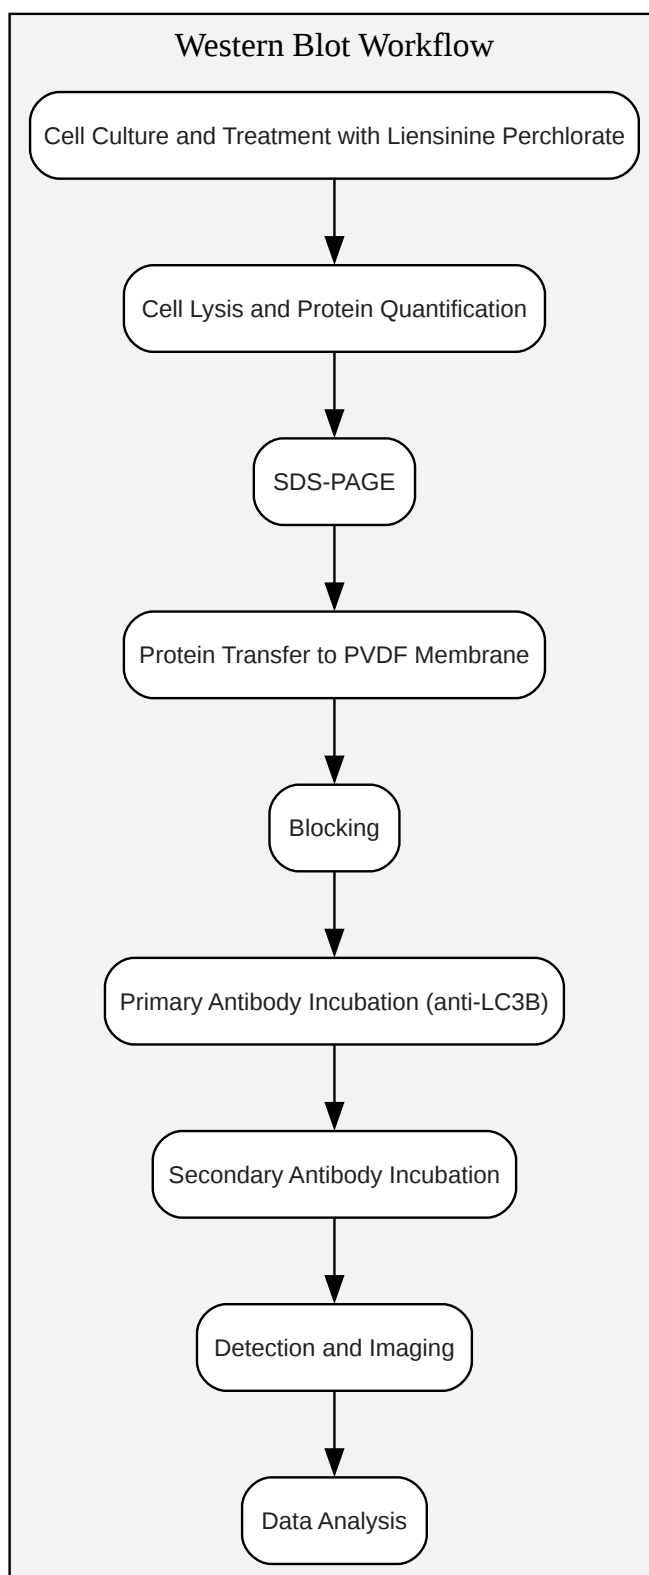 Western Blot Workflow
Cell Culture and Treatment with Liensinine Perchlorate
Cell Lysis and Protein Quantification
SDS-PAGE
Protein Transfer to PVDF Membrane
Blocking
Primary Antibody Incubation (anti-LC3B)
Secondary Antibody Incubation
Detection and Imaging
Data Analysis